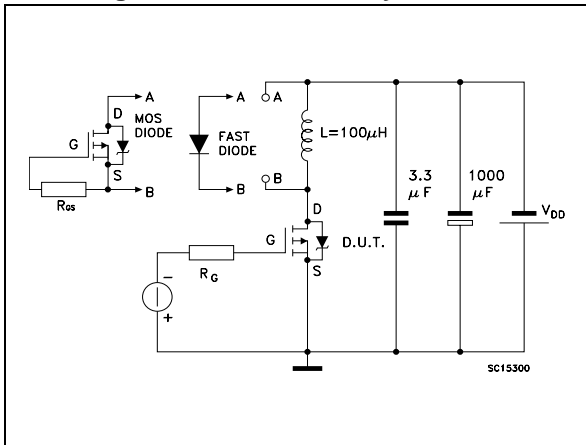 A
D
MOS
DIODE
G
S
B
RGS
A
FAST
DIODE
B
A
L=100μH
B
D
G
D.U.T.
S
RG
-
+
3.3
μF
1000
μF
VDD
SC15300